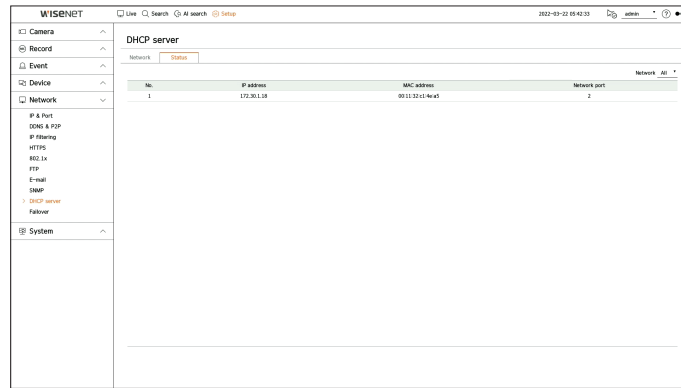 WISENET
Live Search AI search Setup 2022-03-22 05:42:33 admin ?
Camera
Record
Event
Device
Network
IP & Port
DDNS & P2P
IP filtering
HTTPS
802.1x
FTP
E-mail
SNMP
> DHCP server
Failover
System
DHCP server
Network Status
Network All
No. IP address MAC address Network port
1 172.30.1.18 00:11:32:c1:4e:a5 2